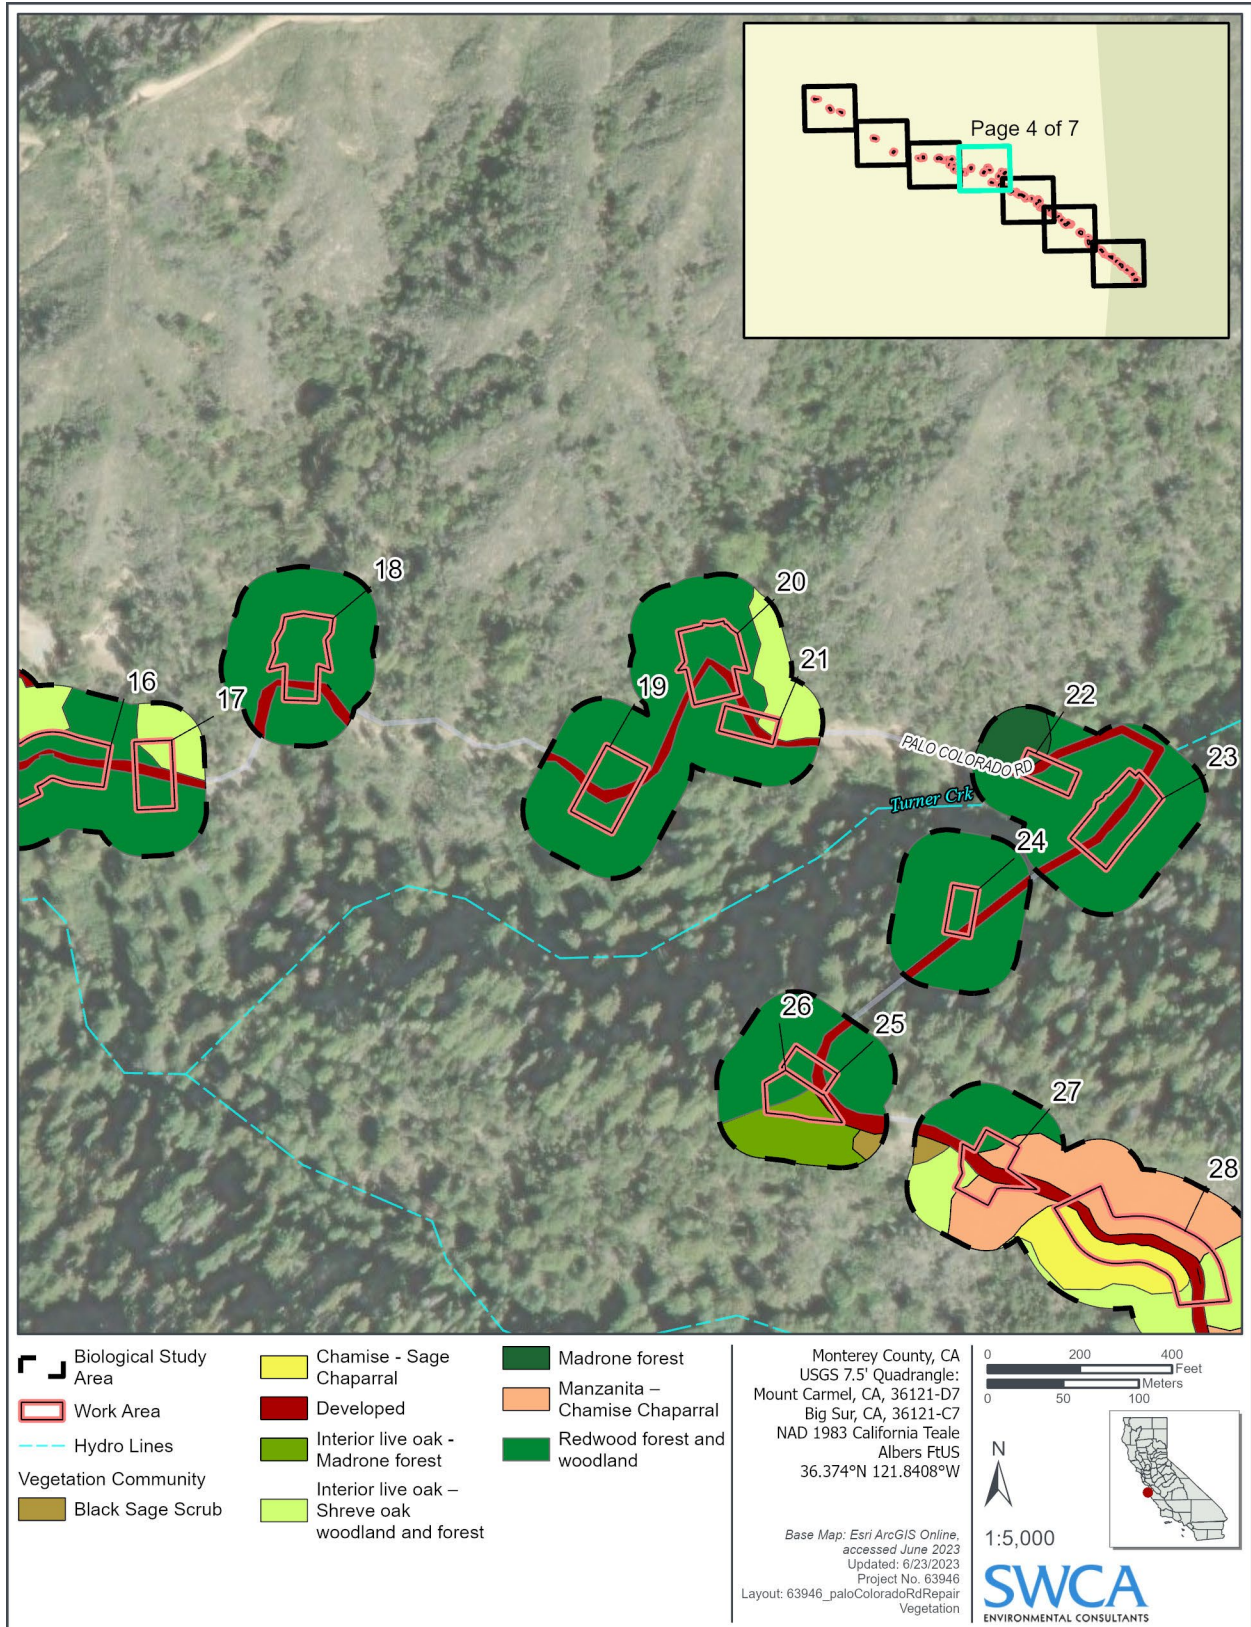 Page 4 of 7
18
20
21
16
19
17
22
PALO COLORADO RD
23
Turner Crk
24
26
25
27
28
Biological Study
Area
Work Area
Hydro Lines
Vegetation Community
Black Sage Scrub
Chamise - Sage
Chaparral
Developed
Interior live oak -
Madrone forest
Interior live oak –
Shreve oak
woodland and forest
Madrone forest
Manzanita –
Chamise Chaparral
Redwood forest and
woodland
Monterey County, CA
USGS 7.5' Quadrangle:
Mount Carmel, CA, 36121-D7
Big Sur, CA, 36121-C7
NAD 1983 California Teale
Albers FtUS
36.374°N 121.8408°W
Base Map: Esri ArcGIS Online,
accessed June 2023
Updated: 6/23/2023
Project No. 63946
Layout: 63946_paloColoradoRdRepair
Vegetation
0 200 400
Feet
Meters
0 50 100
N
1:5,000
SWCA
ENVIRONMENTAL CONSULTANTS